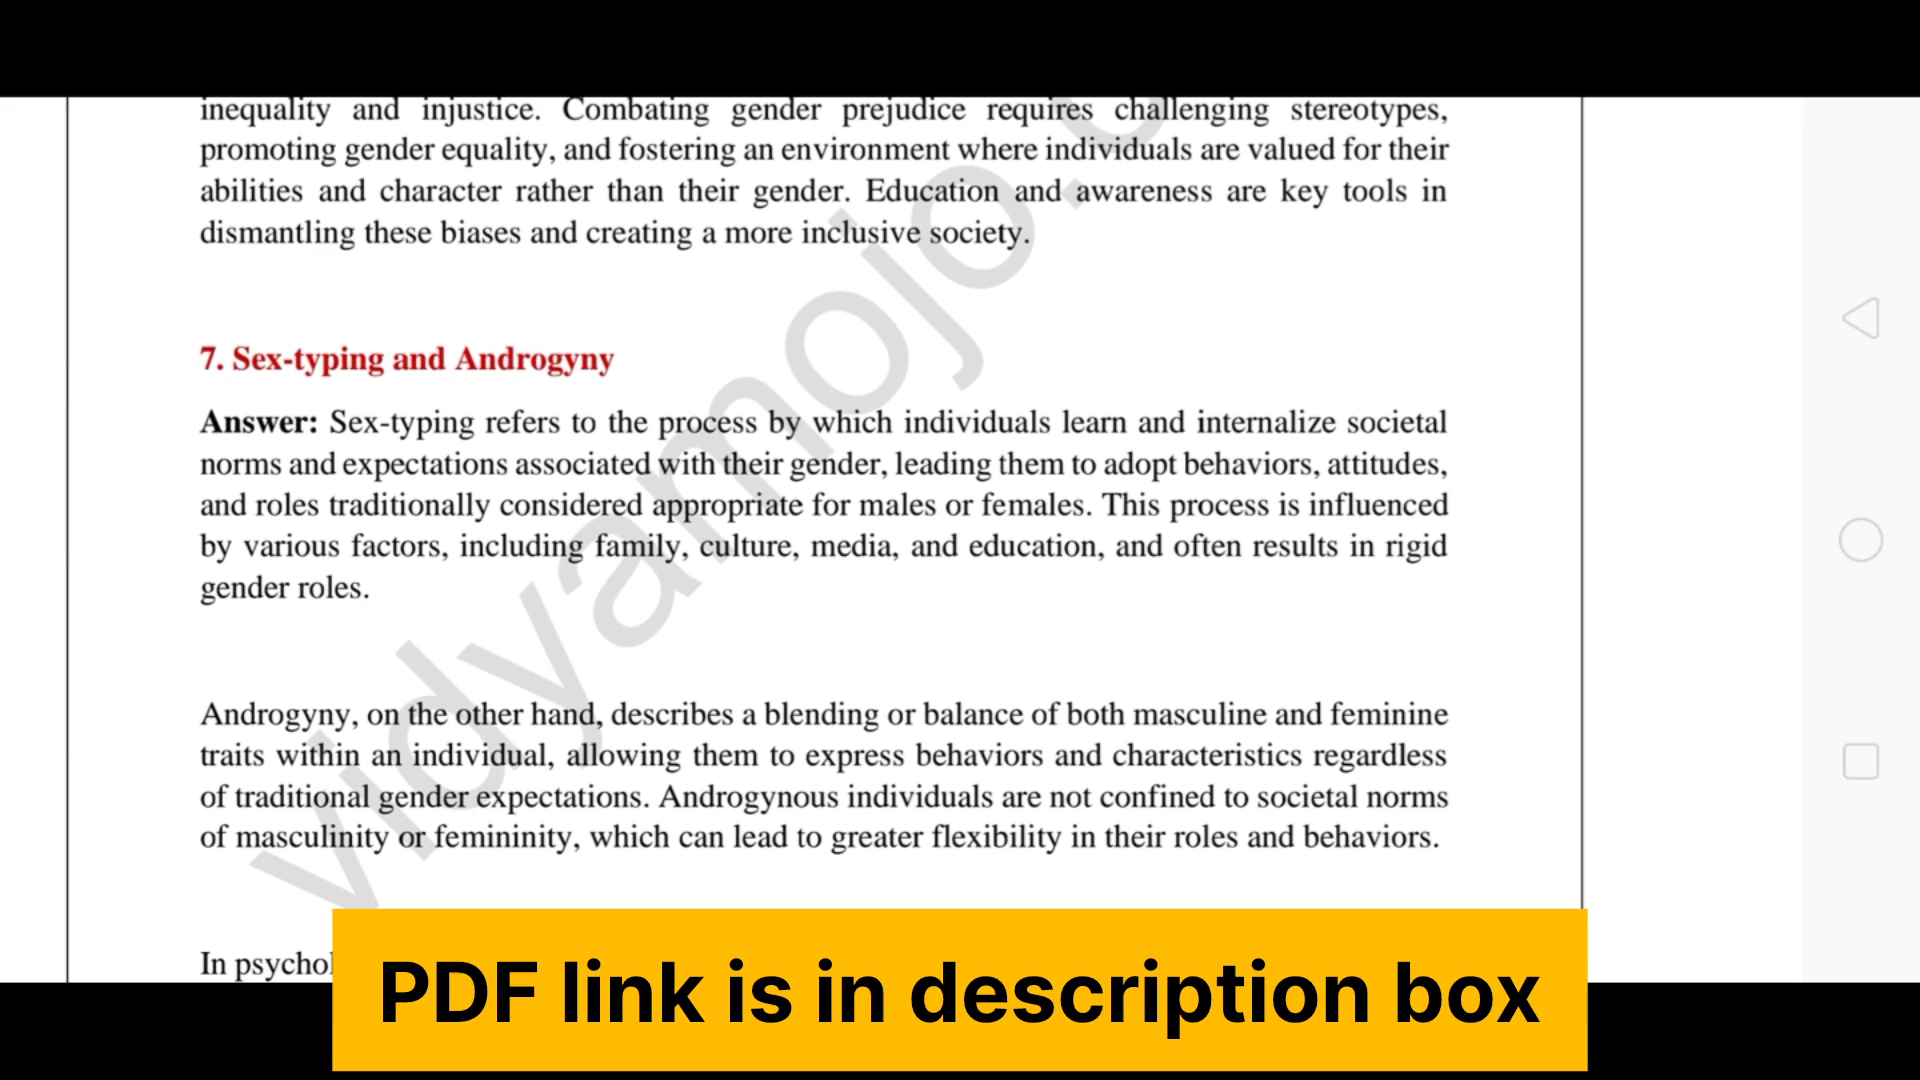 inequality and injustice. Combating gender prejudice requires challenging stereotypes,
promoting gender equality, and fostering an environment where individuals are valued for their
abilities and character rather than their gender. Education and awareness are key tools in
dismantling these biases and creating a more inclusive society.
7. Sex-typing and Androgyny
Answer: Sex-typing refers to the process by which individuals learn and internalize societal
norms and expectations associated with their gender, leading them to adopt behaviors, attitudes,
and roles traditionally considered appropriate for males or females. This process is influenced
by various factors, including family, culture, media, and education, and often results in rigid
gender roles.
Androgyny, on the other hand, describes a blending or balance of both masculine and feminine
traits within an individual, allowing them to express behaviors and characteristics regardless
of traditional gender expectations. Androgynous individuals are not confined to societal norms
of masculinity or femininity, which can lead to greater flexibility in their roles and behaviors.
In
PDF link is in description box
vidyamojo.